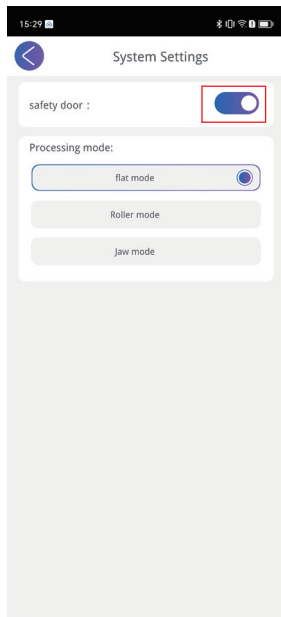 15:29
System Settings
safety door :
Processing mode:
flat mode
Roller mode
Jaw mode